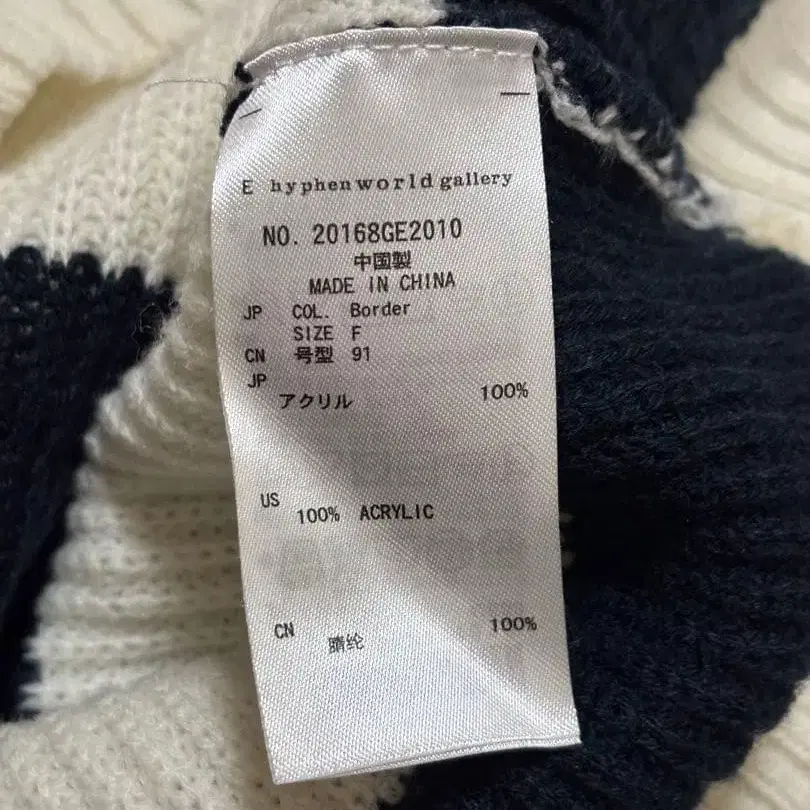 E hyphen world gallery
NO. 20168GE2010
中国製
MADE IN CHINA
JP COL. Border
SIZE F
CN 号型 91
JP
アクリル 100%
US
100% ACRYLIC
CN
腈纶 100%